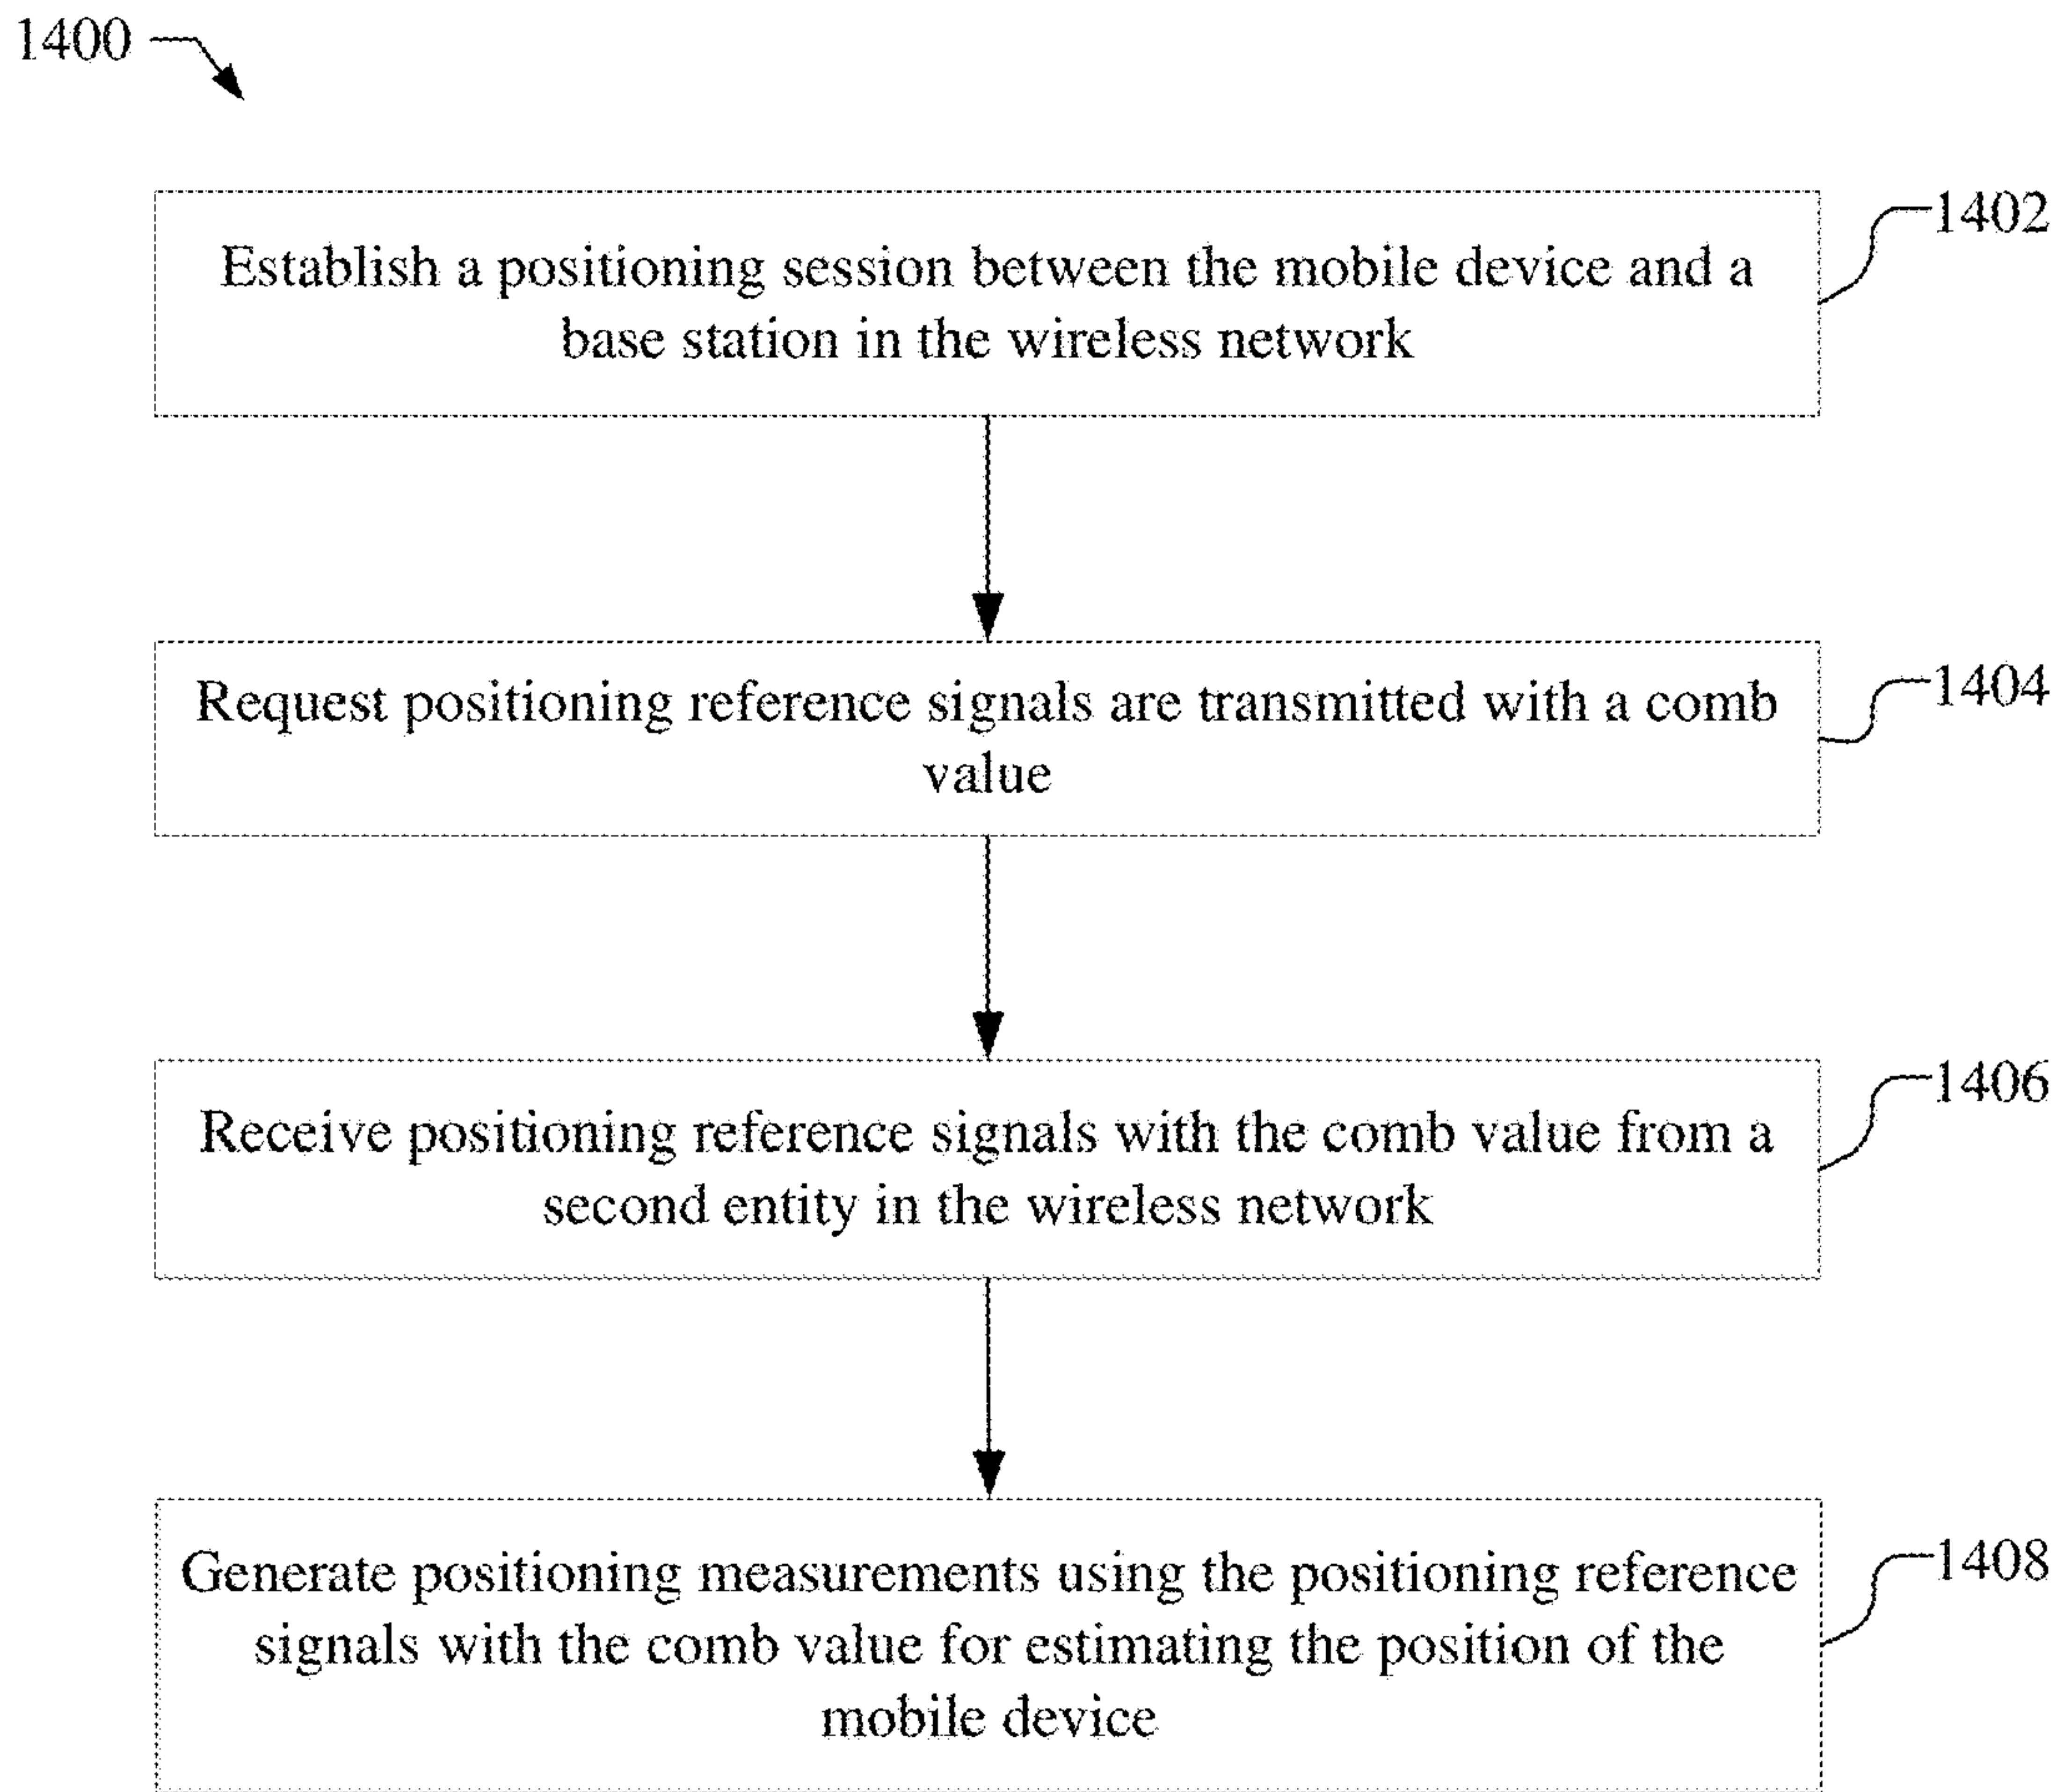 1400
Establish a positioning session between the mobile device and a
base station in the wireless network
1402
Request positioning reference signals are transmitted with a comb
value
1404
Receive positioning reference signals with the comb value from a
second entity in the wireless network
1406
Generate positioning measurements using the positioning reference
signals with the comb value for estimating the position of the
mobile device
1408